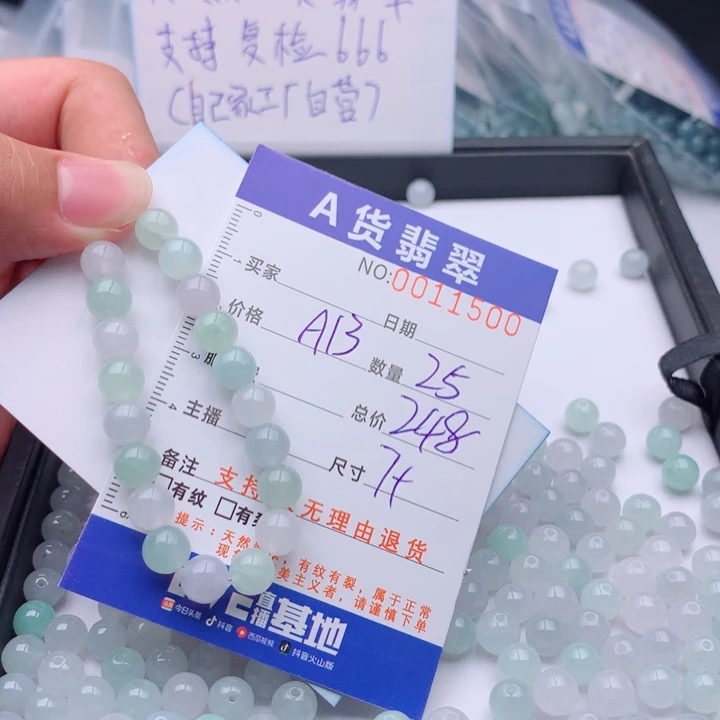 支持 复检 666
(自己家工厂自营)
A货翡翠
NO:0011500
买家 日期
价格 A13 数量 25
总价 248
主播 尺寸 7+
备注 支持 无理由退货
□有纹 □有
提示：天然 ，有纹有裂，属于正常
美主义者，请谨慎下单
直播基地
今日头条 抖音 西瓜视频 抖音火山版